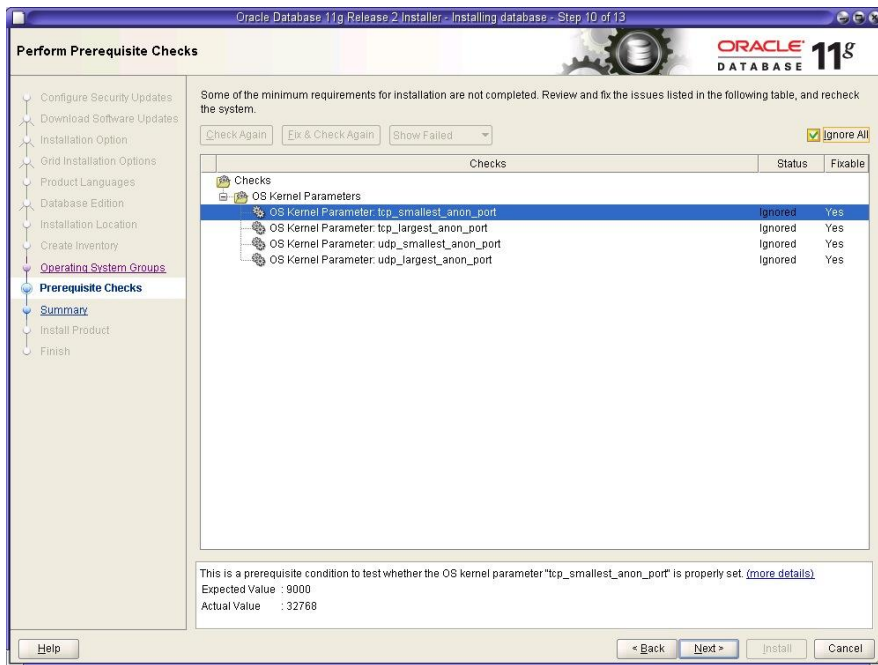 Oracle Database 11g Release 2 Installer - Installing database - Step 10 of 13
Perform Prerequisite Checks
ORACLE 11g
DATABASE
Configure Security Updates
Download Software Updates
Installation Option
Grid Installation Options
Product Languages
Database Edition
Installation Location
Create Inventory
Operating System Groups
Prerequisite Checks
Summary
Install Product
Finish
Some of the minimum requirements for installation are not completed. Review and fix the issues listed in the following table, and recheck
the system.
Check Again Fix & Check Again Show Failed Ignore All
Checks Status Fixable
Checks
OS Kernel Parameters
OS Kernel Parameter: tcp_smallest_anon_port Ignored Yes
OS Kernel Parameter: tcp_largest_anon_port Ignored Yes
OS Kernel Parameter: udp_smallest_anon_port Ignored Yes
OS Kernel Parameter: udp_largest_anon_port Ignored Yes
This is a prerequisite condition to test whether the OS kernel parameter "tcp_smallest_anon_port" is properly set. (more details)
Expected Value : 9000
Actual Value : 32768
Help < Back Next > Install Cancel